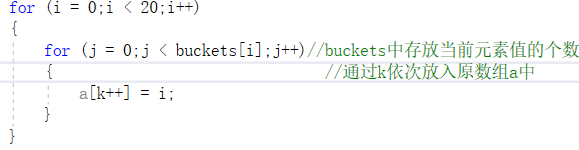 for (i = 0;i < 20;i++)
{
for (j = 0;j < buckets[i];j++)//buckets中存放当前元素值的个数
{ //通过k依次放入原数组a中
a[k++] = i;
}
}